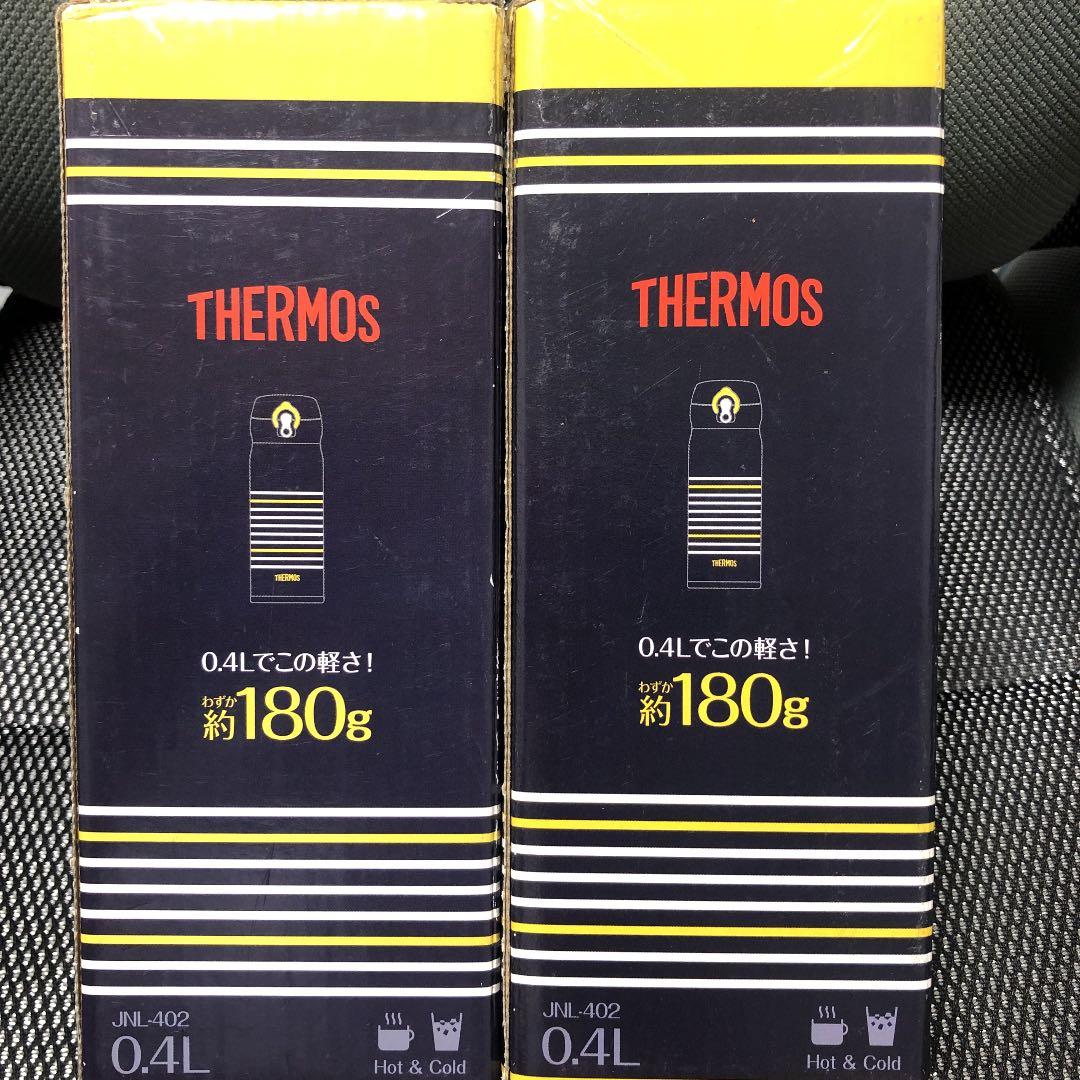 THERMOS
THERMOS
0.4Lでこの軽さ!
わずか
約180g
JNL-402
0.4L
Hot & Cold
THERMOS
THERMOS
0.4Lでこの軽さ!
わずか
約180g
JNL-402
0.4L
Hot & Cold